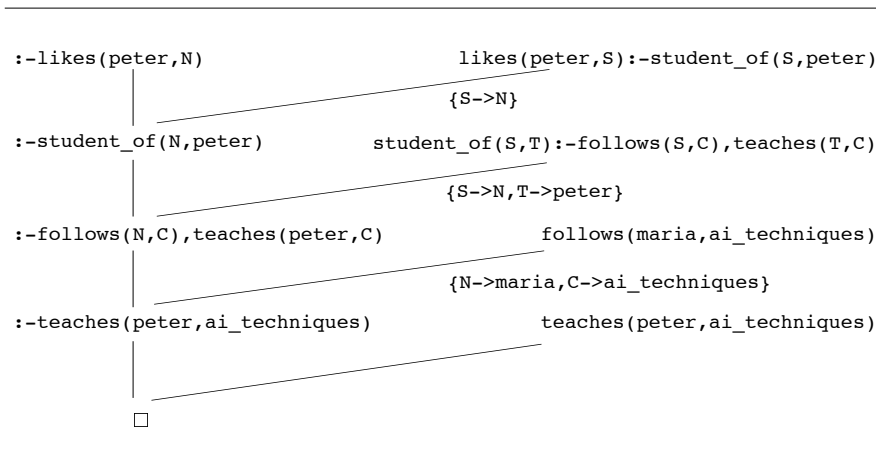 :-likes(peter,N) likes(peter,S):-student_of(S,peter)
{S->N}
:-student_of(N,peter) student_of(S,T):-follows(S,C),teaches(T,C)
{S->N,T->peter}
:-follows(N,C),teaches(peter,C) follows(maria,ai_techniques)
{N->maria,C->ai_techniques}
:-teaches(peter,ai_techniques) teaches(peter,ai_techniques)